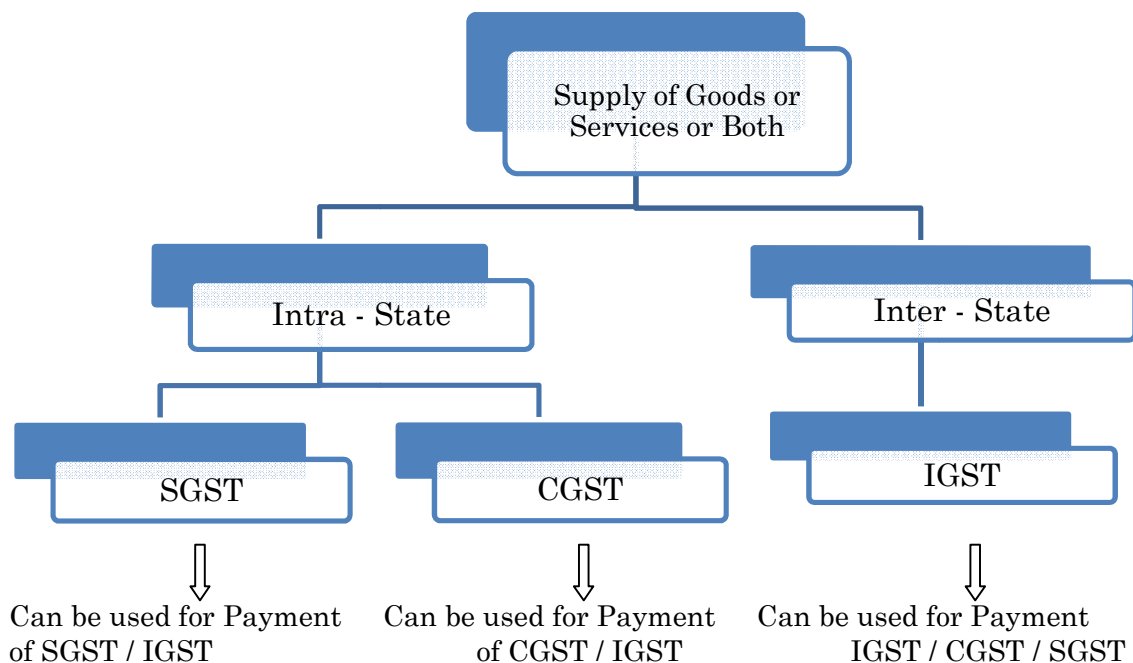 Supply of Goods or
Services or Both
Intra - State
Inter - State
SGST
CGST
IGST
Can be used for Payment
of SGST / IGST
Can be used for Payment
of CGST / IGST
Can be used for Payment
IGST / CGST / SGST